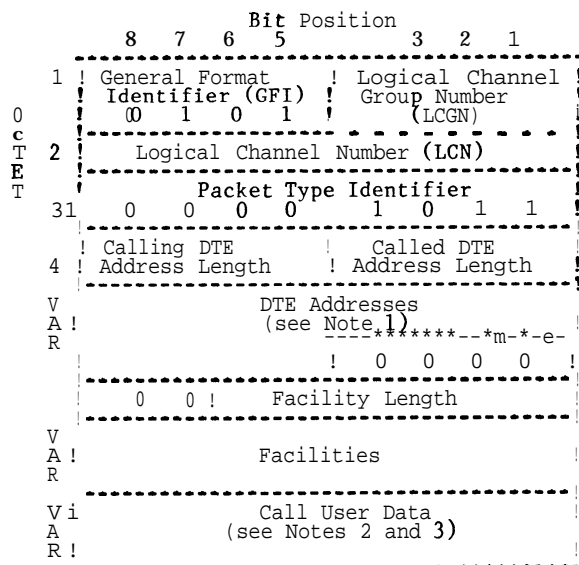 Bit Position
8 7 6 5 3 2 1
1 ! General Format ! Logical Channel !
! Identifier (GFI) ! Group Number !
0 ! 0 1 0 1 ! (LCGN) !
c
T 2 ! Logical Channel Number (LCN) !
E
T ! Packet Type Identifier !
31 0 0 0 0 1 0 1 1 !
! Calling DTE ! Called DTE !
4 ! Address Length ! Address Length !
V DTE Addresses !
A ! (see Note 1) !
R ----*******--*m-*-e-
! ! 0 0 0 0 !
! 0 0 ! Facility Length !
V
A ! Facilities !
R
V i Call User Data !
A (see Notes 2 and 3) !
R ! !